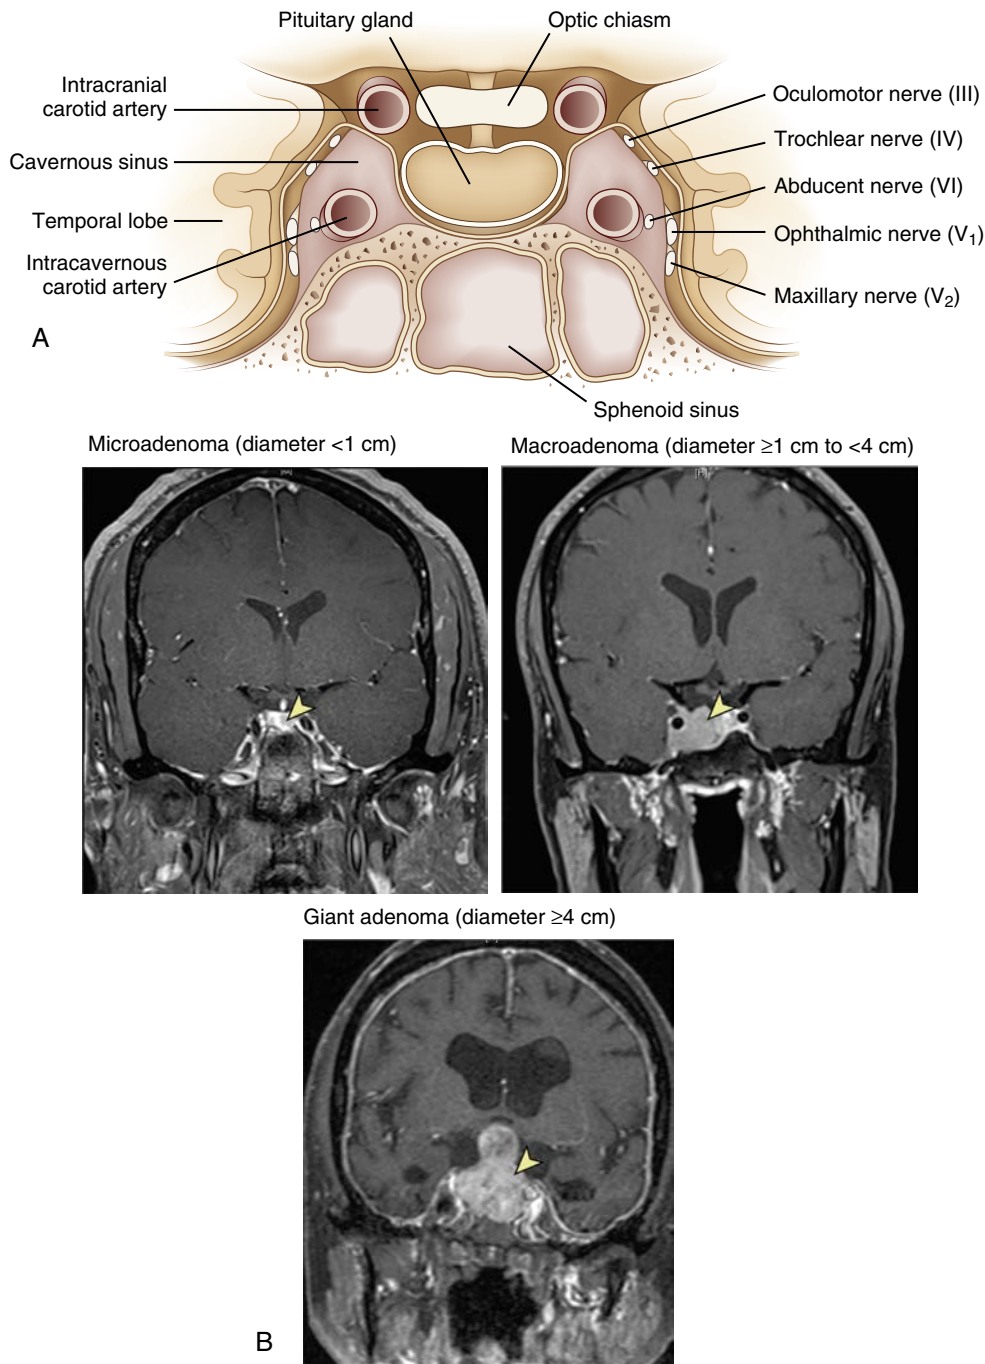 Pituitary gland
Optic chiasm
Intracranial
carotid artery
Cavernous sinus
Temporal lobe
Intracavernous
carotid artery
Oculomotor nerve (III)
Trochlear nerve (IV)
Abducent nerve (VI)
Ophthalmic nerve (V1)
Maxillary nerve (V2)
Sphenoid sinus
A
Microadenoma (diameter <1 cm)
Macroadenoma (diameter ≥1 cm to <4 cm)
Giant adenoma (diameter ≥4 cm)
B